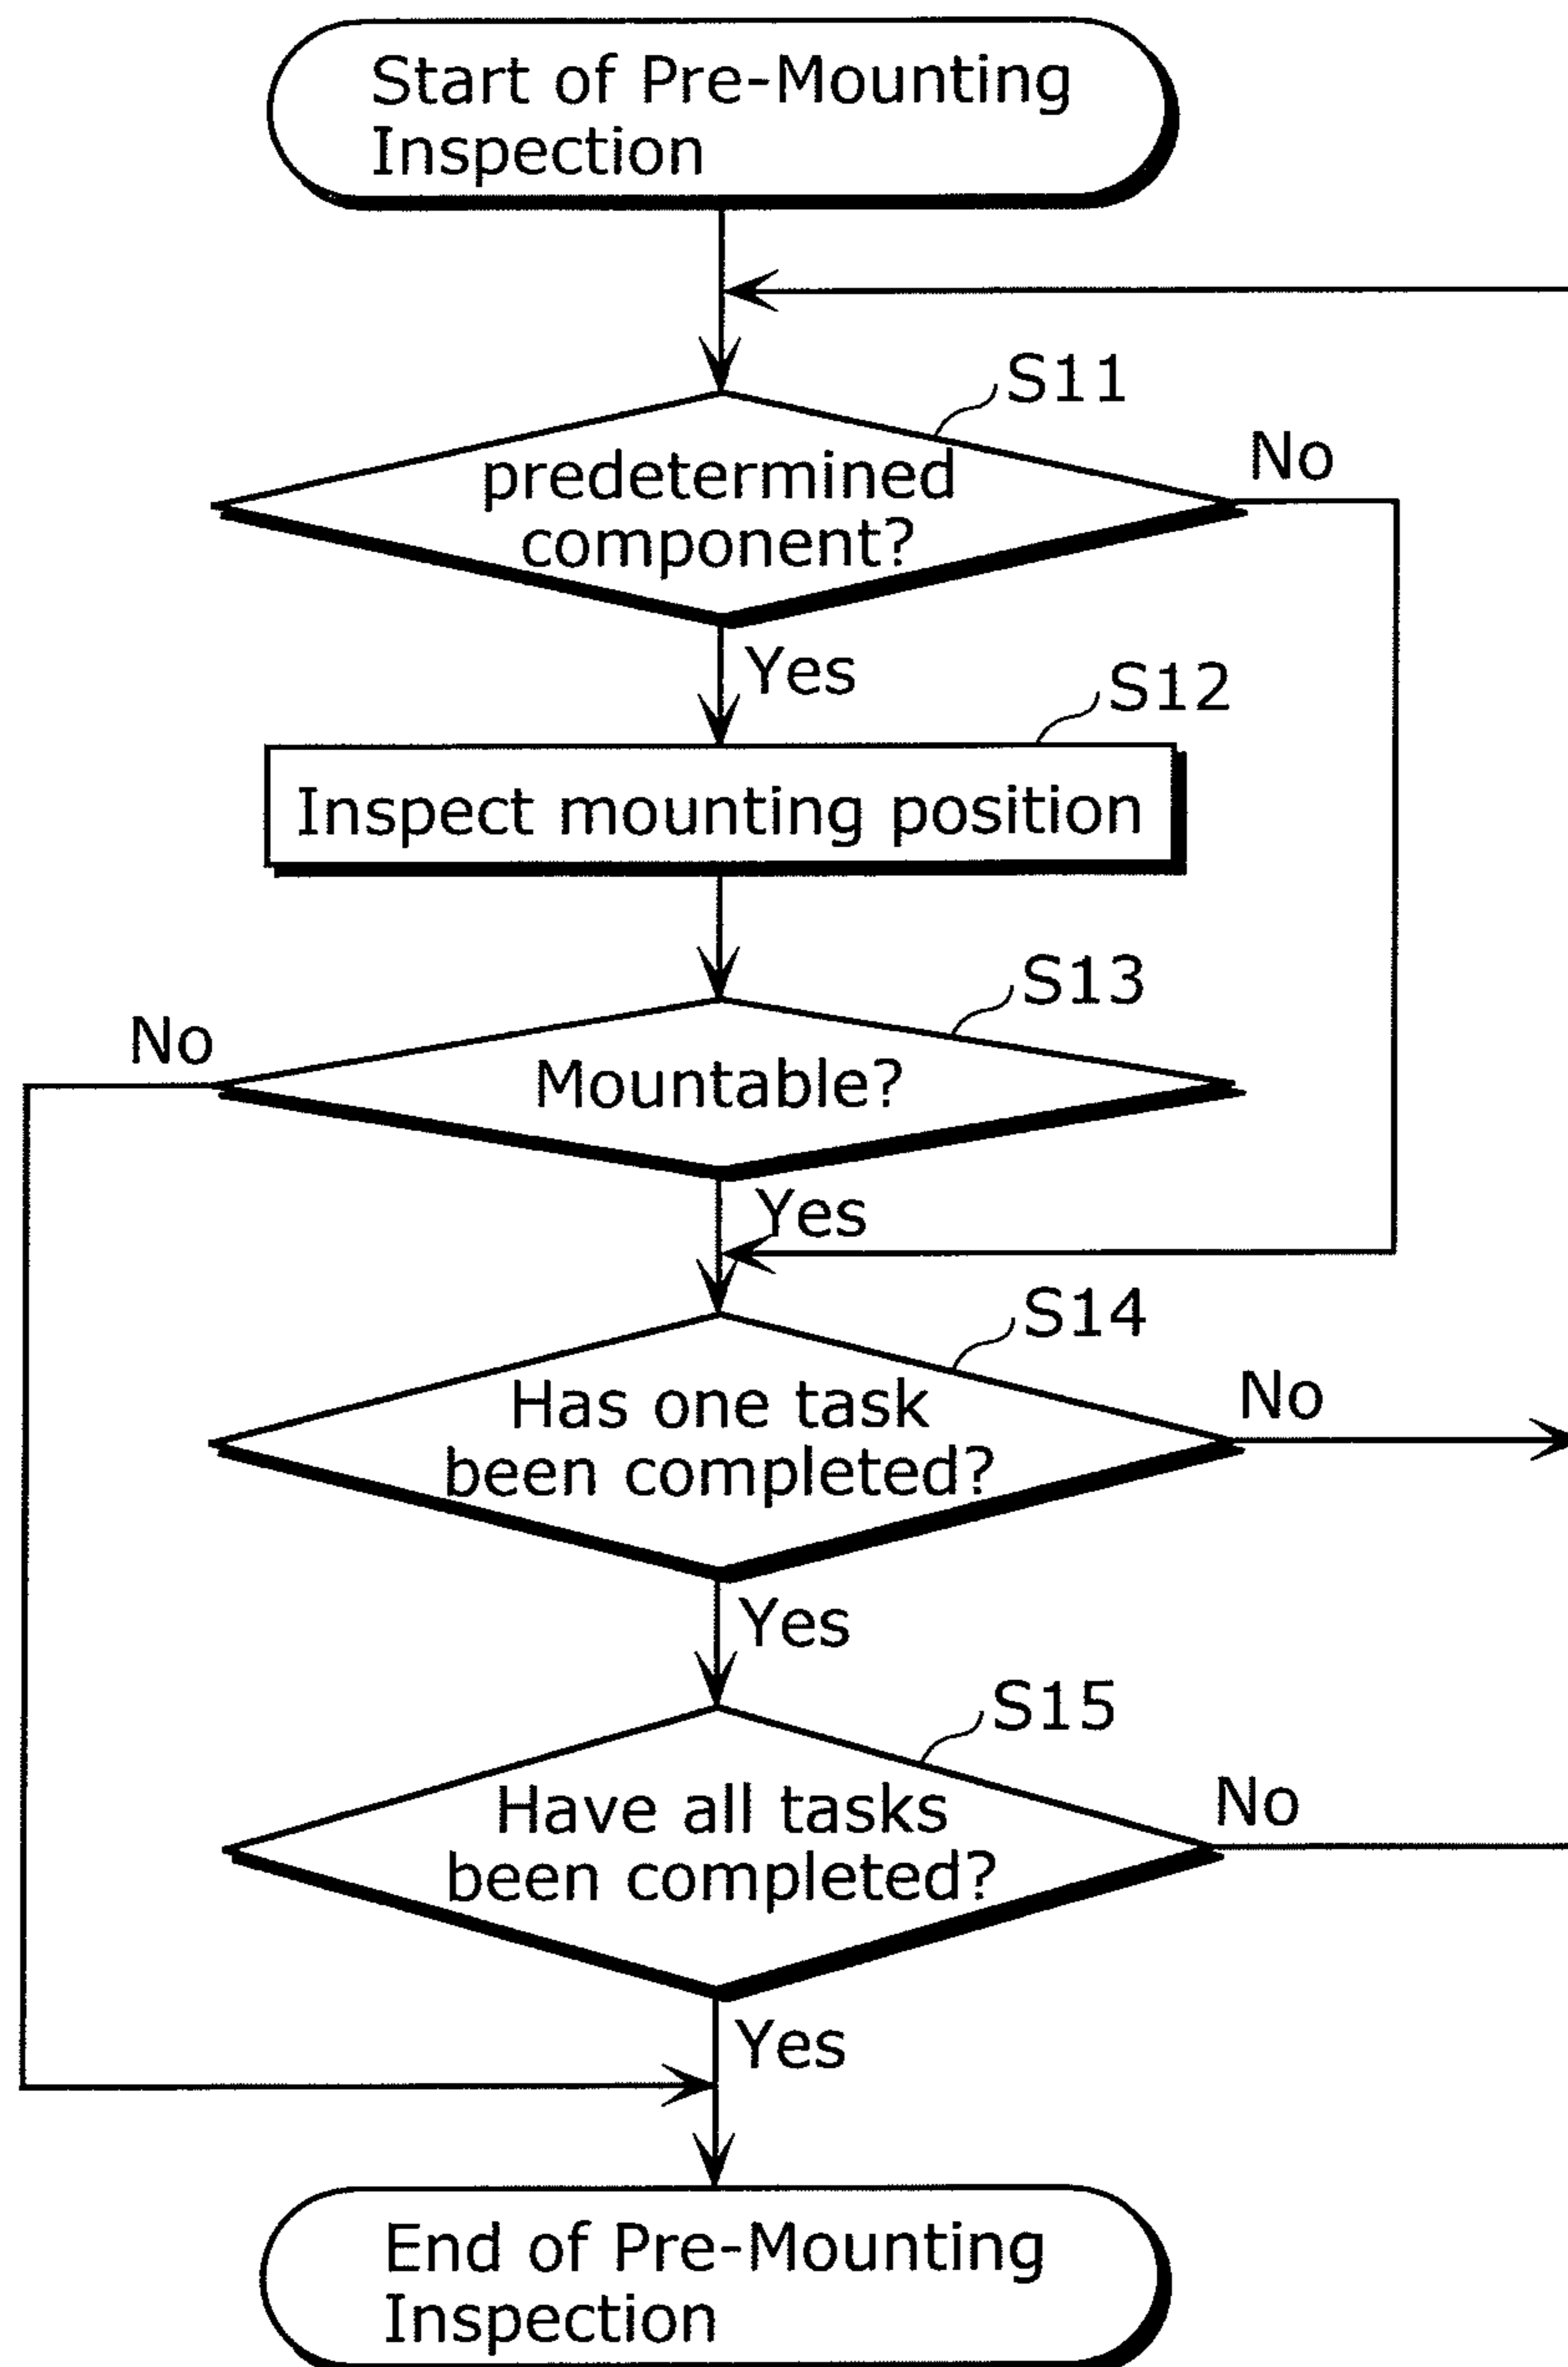 Start of Pre-Mounting
Inspection
S11
predetermined
component?
No
Yes
S12
Inspect mounting position
S13
No
Mountable?
Yes
S14
Has one task
been completed?
No
Yes
S15
Have all tasks
been completed?
No
Yes
End of Pre-Mounting
Inspection